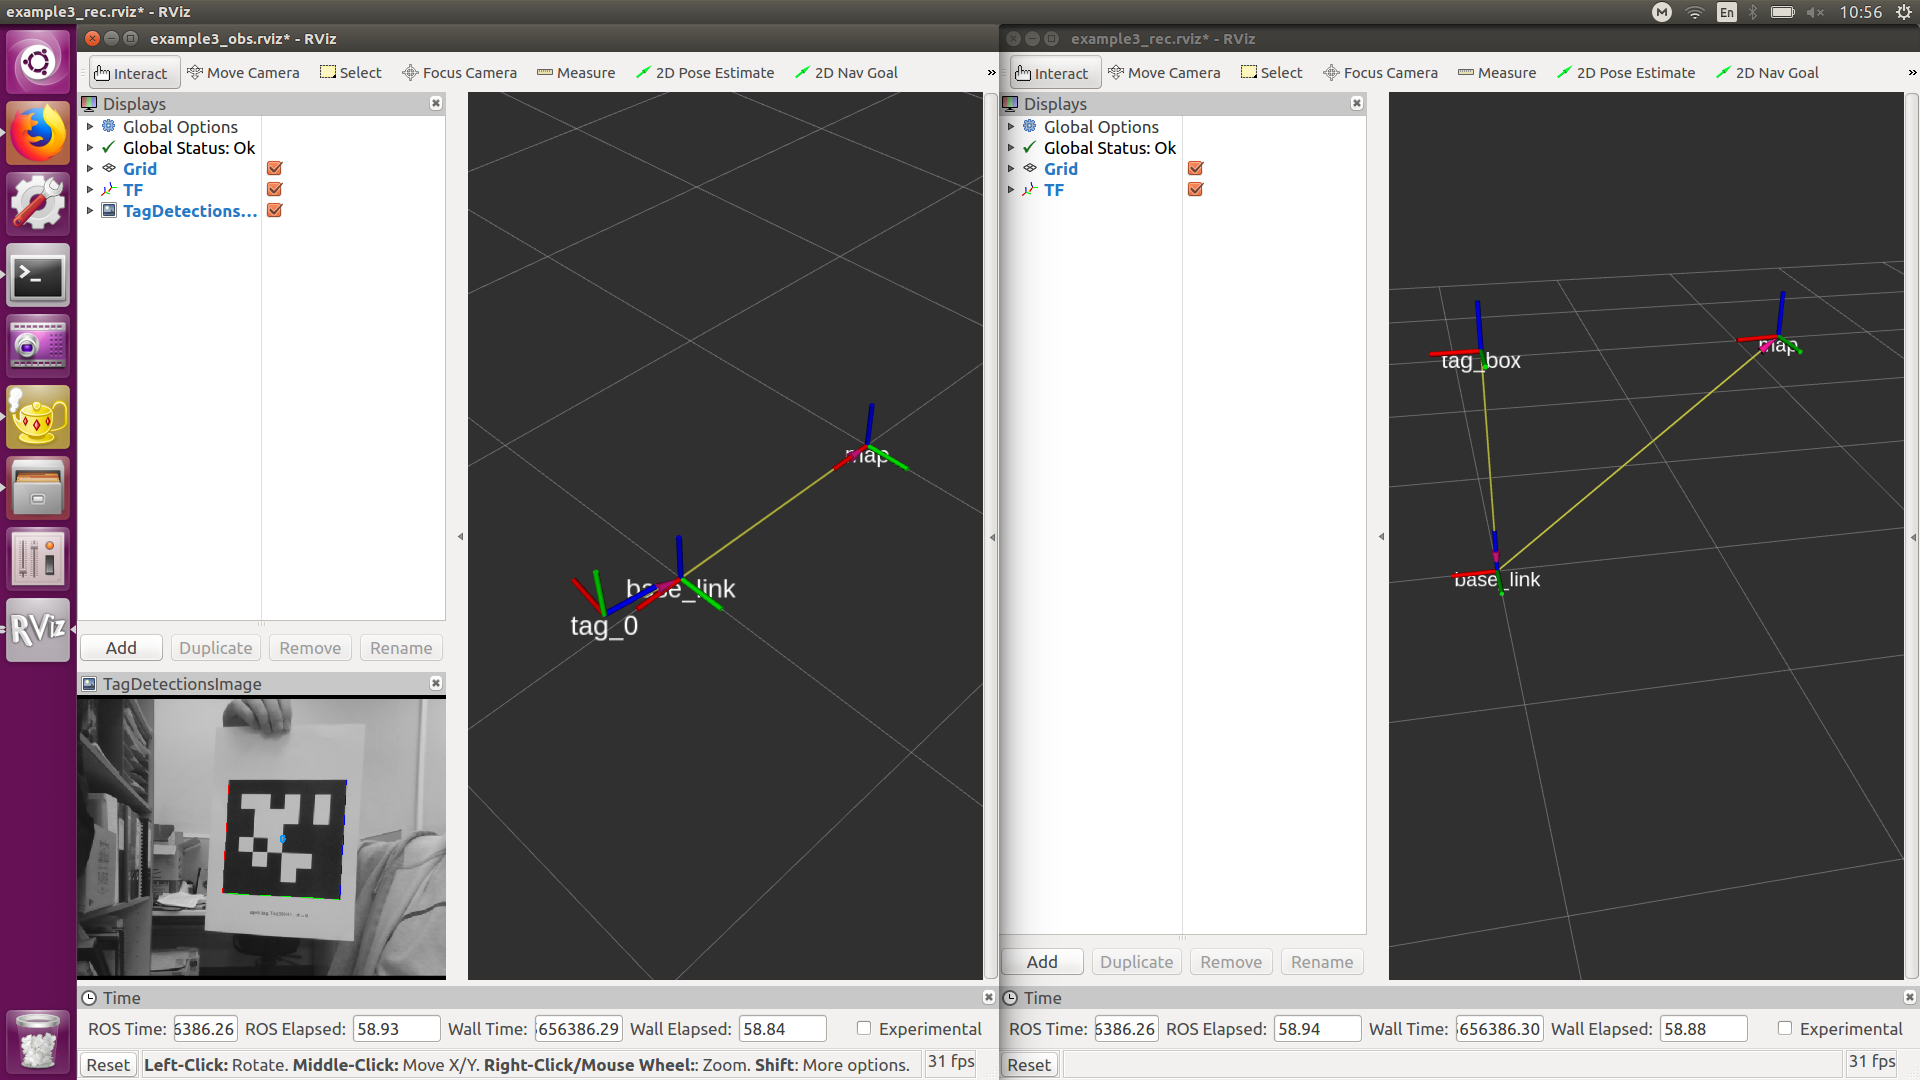 example3_rec.rviz* - RViz
M
En
10:56
example3_obs.rviz* - RViz
Interact
Move Camera
Select
Focus Camera
Measure
2D Pose Estimate
2D Nav Goal
»
Displays
Global Options
Global Status: Ok
Grid
TF
TagDetections...
Add
Duplicate
Remove
Rename
TagDetectionsImage
0
map
base_link
tag_0
Time
ROS Time: 6386.26
ROS Elapsed: 58.93
Wall Time: 656386.29
Wall Elapsed: 58.84
Experimental
Reset
Left-Click: Rotate. Middle-Click: Move X/Y. Right-Click/Mouse Wheel:: Zoom. Shift: More options.
31 fps
example3_rec.rviz* - RViz
Interact
Move Camera
Select
Focus Camera
Measure
2D Pose Estimate
2D Nav Goal
»
Displays
Global Options
Global Status: Ok
Grid
TF
Add
Duplicate
Remove
Rename
tag_box
map
base_link
Time
ROS Time: 6386.26
ROS Elapsed: 58.94
Wall Time: 656386.30
Wall Elapsed: 58.88
Experimental
Reset
31 fps
RViz